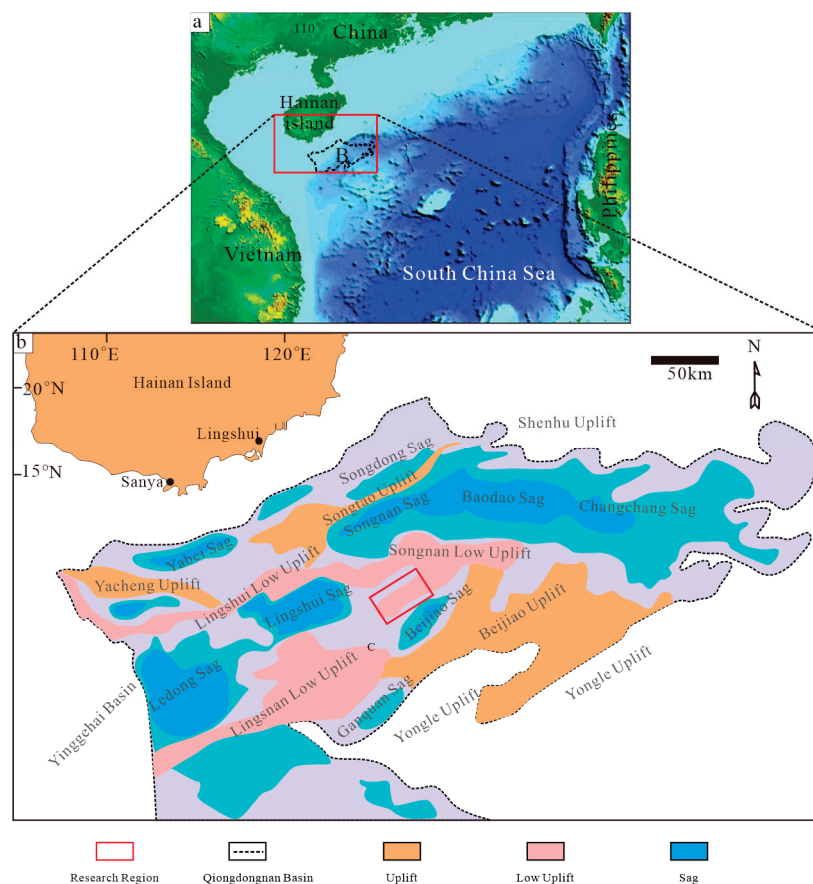 a
110°
China
Hainan
island
B
Philippines
Vietnam
South China Sea
b
110°E
120°E
N
50km
20°N
15°N
Hainan Island
Lingshui
Sanya
Shenhu Uplift
Songdong Sag
Songtao Uplift
Songnan Sag
Baodao Sag
Changchang Sag
Yabei Sag
Songnan Low Uplift
Yacheng Uplift
Lingshui Low Uplift
Lingshui Sag
Beijiao Sag
Beijiao Uplift
C
Ledong Sag
Lingsnan Low Uplift
Ganquan Sag
Yongle Uplift
Yongle Uplift
Yinggehai Basin
Research Region
Qiongdongnan Basin
Uplift
Low Uplift
Sag